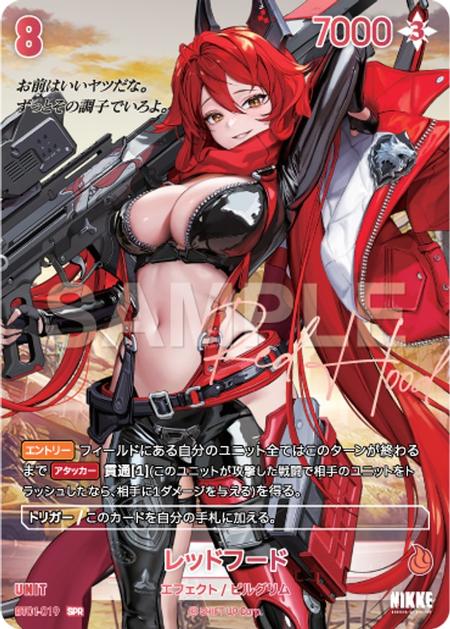 8
7000 3
お前はいいヤツだな。
ずっとその調子でいろよ。
SAMPLE
Red Hood
エントリー フィールドにある自分のユニット全てはこのターンが終わる
まで アタッカー 貫通[1](このユニットが攻撃した戦闘で相手のユニットをト
ラッシュしたなら、相手に1ダメージを与える)を得る。
トリガー / このカードを自分の手札に加える。
レッドフード
UNIT
エフェクト / ピルグリム
BT01-019 SPR
© SHIFT UP Corp.
NIKKE